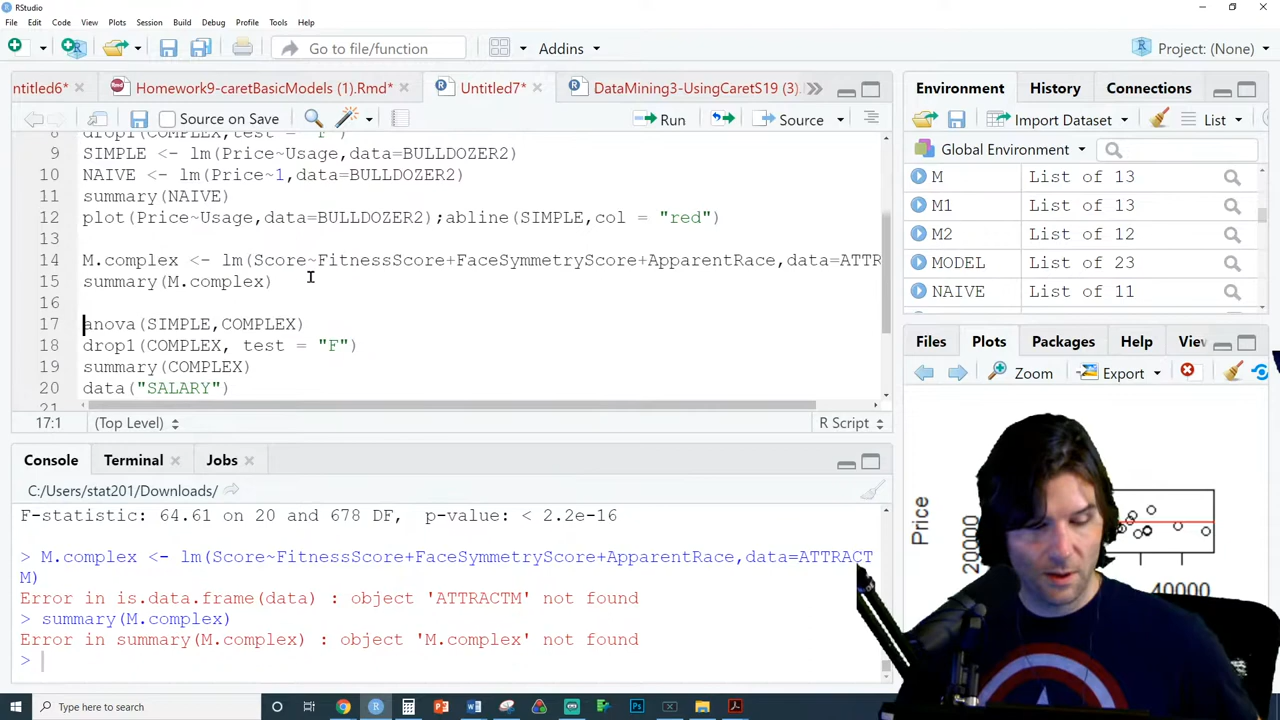 RStudio
File Edit Code View Plots Session Build Debug Profile Tools Help
Go to file/function Addins Project: (None)
ntitled6* Homework9-caretBasicModels (1).Rmd* Untitled7* DataMining3-UsingCaretS19 (3).
Source on Save Run Source
8 drop1(COMPLEX,test = "F")
9 SIMPLE <- lm(Price~Usage,data=BULLDOZER2)
10 NAIVE <- lm(Price~1,data=BULLDOZER2)
11 summary(NAIVE)
12 plot(Price~Usage,data=BULLDOZER2);abline(SIMPLE,col = "red")
13
14 M.complex <- lm(Score~FitnessScore+FaceSymmetryScore+ApparentRace,data=ATTR
15 summary(M.complex)
16
17 anova(SIMPLE,COMPLEX)
18 drop1(COMPLEX, test = "F")
19 summary(COMPLEX)
20 data("SALARY")
21
17:1 (Top Level) R Script
Console Terminal Jobs
C:/Users/stat201/Downloads/
F-statistic: 64.61 on 20 and 678 DF, p-value: < 2.2e-16
> M.complex <- lm(Score~FitnessScore+FaceSymmetryScore+ApparentRace,data=ATTRACT
M)
Error in is.data.frame(data) : object 'ATTRACTM' not found
> summary(M.complex)
Error in summary(M.complex) : object 'M.complex' not found
>
Environment History Connections
Import Dataset List
Global Environment
M List of 13
M1 List of 13
M2 List of 12
MODEL List of 23
NAIVE List of 11
Files Plots Packages Help Vi
Zoom Export
Price
20000
40000
Type here to search